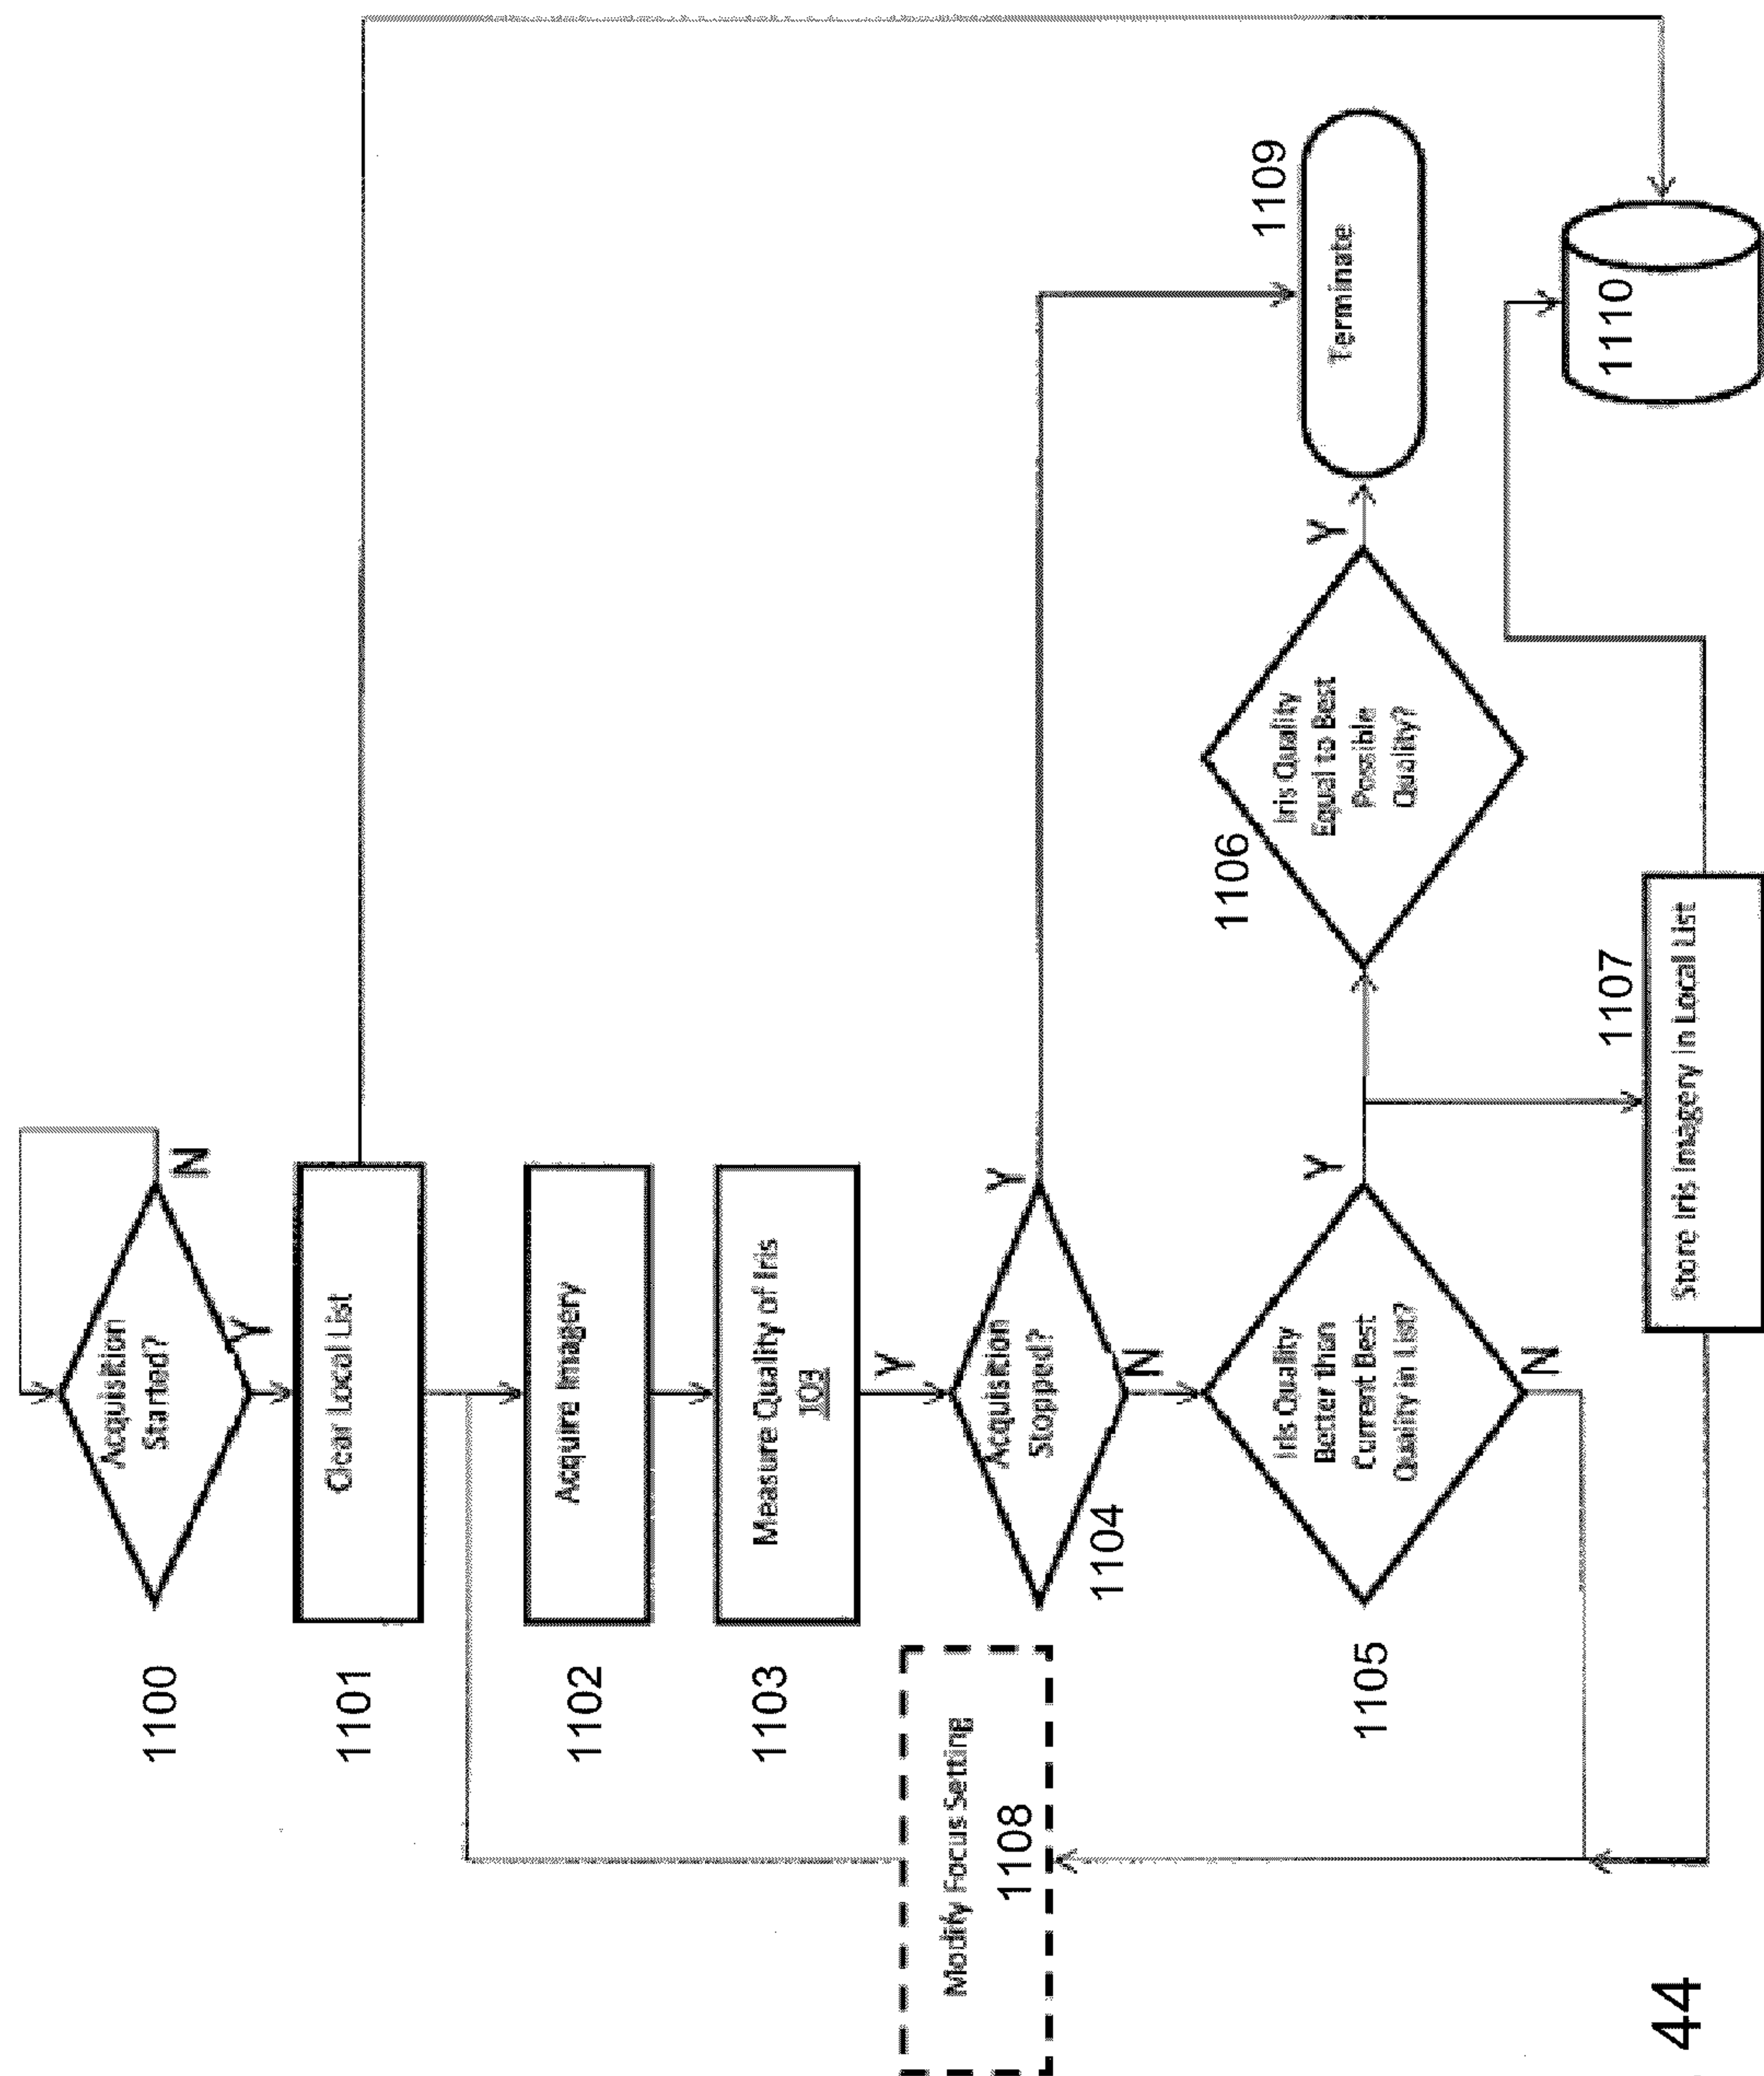 1100
Acquisition
Started?
N
Y
1101
Clear Local List
1102
Acquire Imagery
1103
Measure Quality of Iris
103
Y
Modify Focus Setting
1108
1104
Acquisition
Stopped?
Y
N
1105
Iris Quality
Better than
Current Best
Quality in List?
Y
N
1106
Iris Quality
Equal to Best
Possible
Quality?
Y
1109
Terminate
1107
Store Iris Imagery in Local List
1110
44